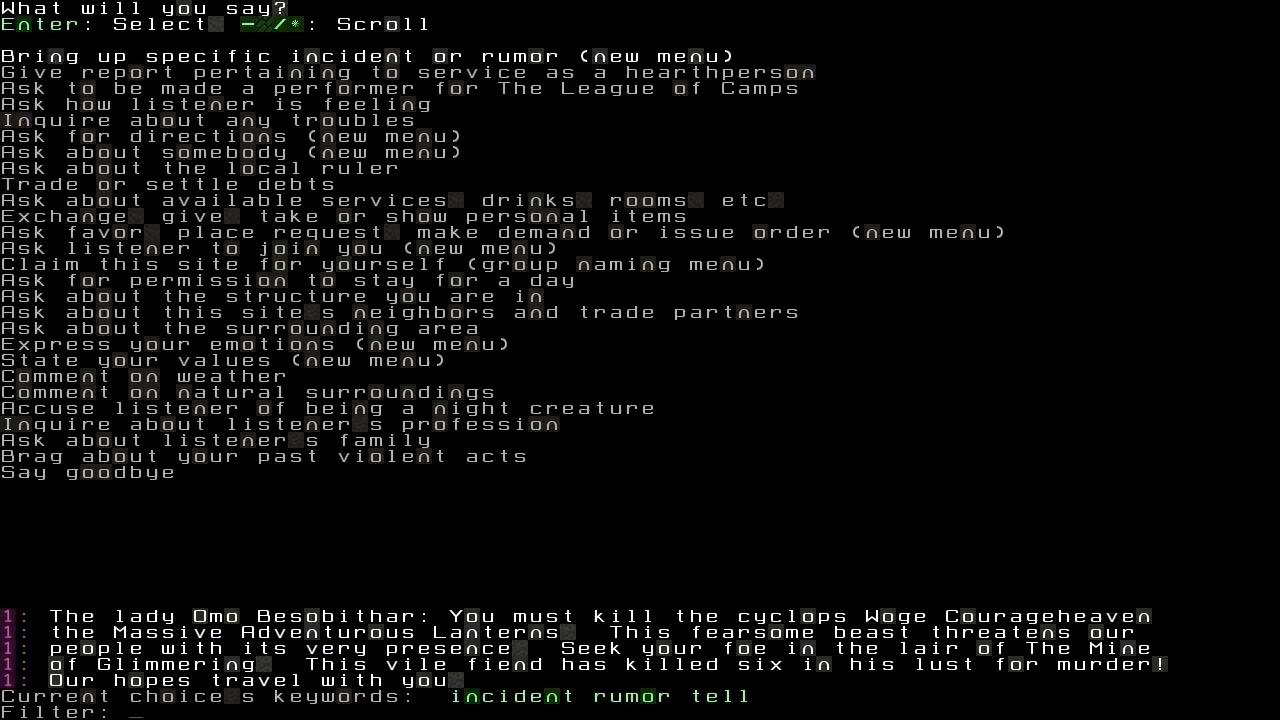 What will you say?
Enter: Select  -//*: Scroll
Bring up specific incident or rumor (new menu)
Give report pertaining to service as a hearthperson
Ask to be made a performer for The League of Camps
Ask how listener is feeling
Inquire about any troubles
Ask for directions (new menu)
Ask about somebody (new menu)
Ask about the local ruler
Trade or settle debts
Ask about available services  drinks  rooms  etc
Exchange  give  take or show personal items
Ask favor  place request  make demand or issue order (new menu)
Ask listener to join you (new menu)
Claim this site for yourself (group naming menu)
Ask for permission to stay for a day
Ask about the structure you are in
Ask about this site s neighbors and trade partners
Ask about the surrounding area
Express your emotions (new menu)
State your values (new menu)
Comment on weather
Comment on natural surroundings
Accuse listener of being a night creature
Inquire about listener s profession
Ask about listener s family
Brag about your past violent acts
Say goodbye
1: The lady Omo Besobithar: You must kill the cyclops Woge Courageheaven
1: the Massive Adventurous Lanterns   This fearsome beast threatens our
1: people with its very presence   Seek your foe in the lair of The Mine
1: of Glimmering   This vile fiend has killed six in his lust for murder!
1: Our hopes travel with you
Current choice s keywords:  incident rumor tell
Filter: _